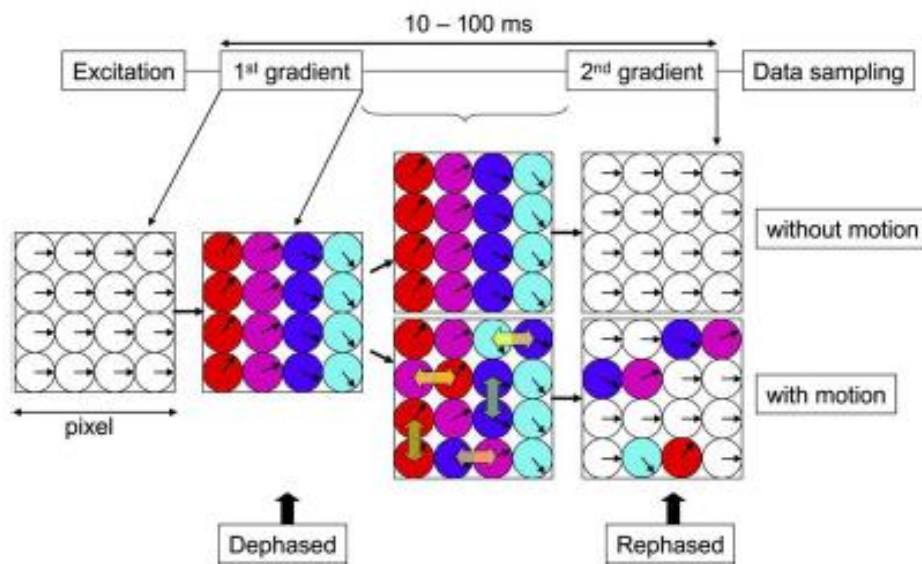 10 – 100 ms
Excitation
1st gradient
2nd gradient
Data sampling
without motion
with motion
pixel
Dephased
Rephased